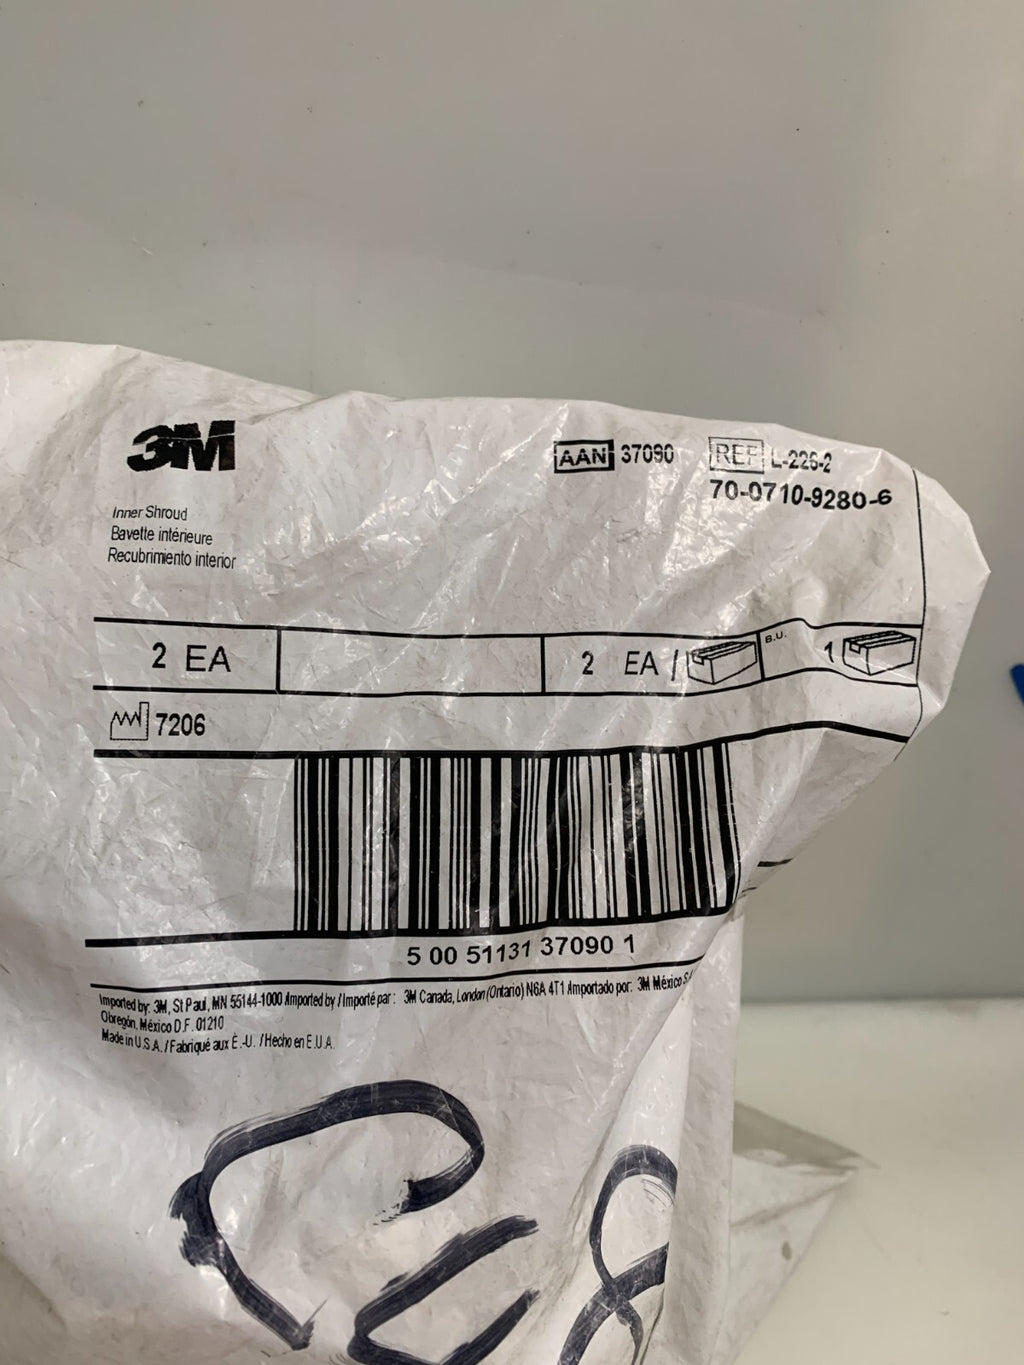 3M
AAN 37090 REF L-226-2
70-0710-9280-6
Inner Shroud
Bavette intérieure
Recubrimiento interior
2 EA 2 EA / B.U. 1
7206
5 00 51131 37090 1
Imported by: 3M, St Paul, MN 55144-1000 Imported by / Importé par : 3M Canada, London (Ontario) N6A 4T1 Importado por: 3M México S.A
Obregón, México D.F. 01210
Made in U.S.A. / Fabriqué aux É.-U. / Hecho en E.U.A.